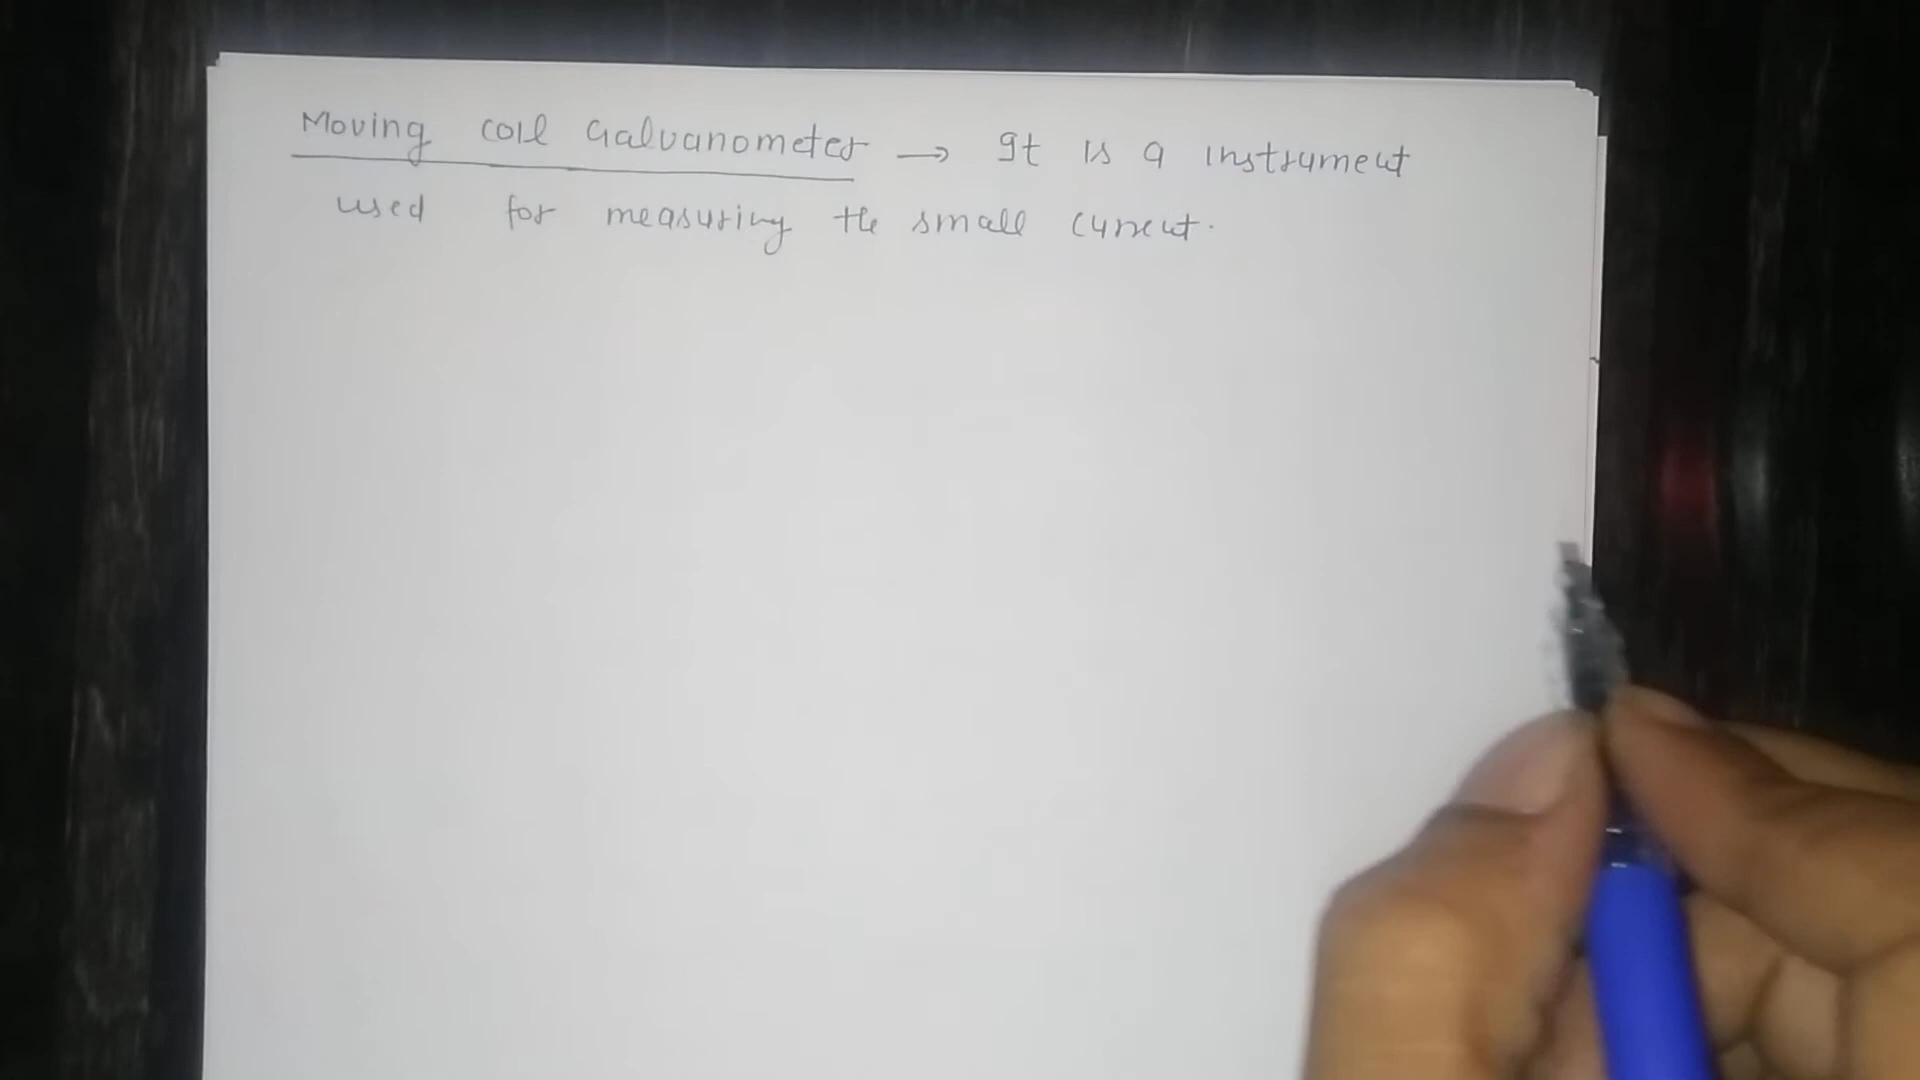 Moving coil Galvanometer → It is a instrument
used for measuring the small current.